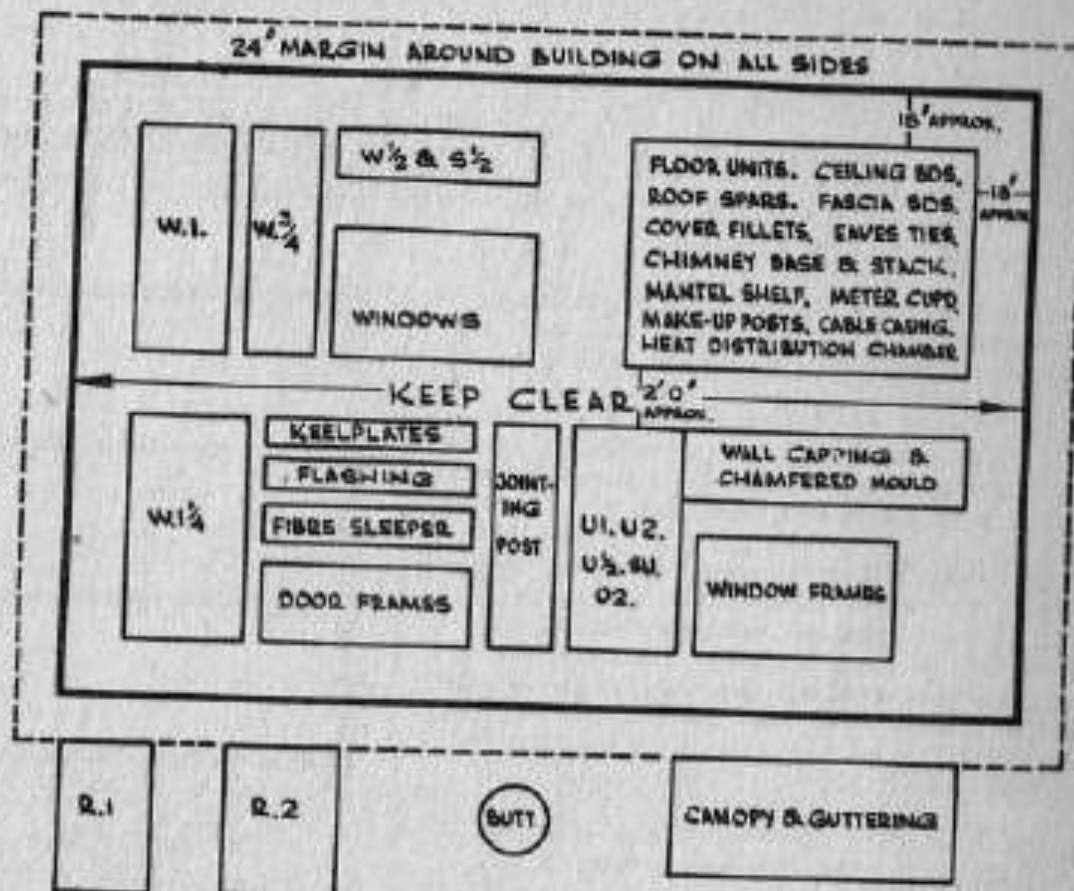 24" MARGIN AROUND BUILDING ON ALL SIDES
18" APPROX.
W.1.
W.¾
W½ & S½
WINDOWS
FLOOR UNITS. CEILING BDS.
ROOF SPARS. FASCIA BDS.
COVER FILLETS, EAVES TIES,
CHIMNEY BASE & STACK,
MANTEL SHELF, METER CUPD
MAKE-UP POSTS, CABLE CASING,
HEAT DISTRIBUTION CHAMBER
18"
APPROX
KEEP CLEAR
2'0"
APPROX.
W.1¼
KEELPLATES
FLASHING
FIBRE SLEEPER
DOOR FRAMES
JOINT-
ING
POST
U1. U2.
U½. SU.
O2.
WALL CAPPING &
CHAMFERED MOULD
WINDOW FRAMES
R.1
R.2
BUTT
CANOPY & GUTTERING